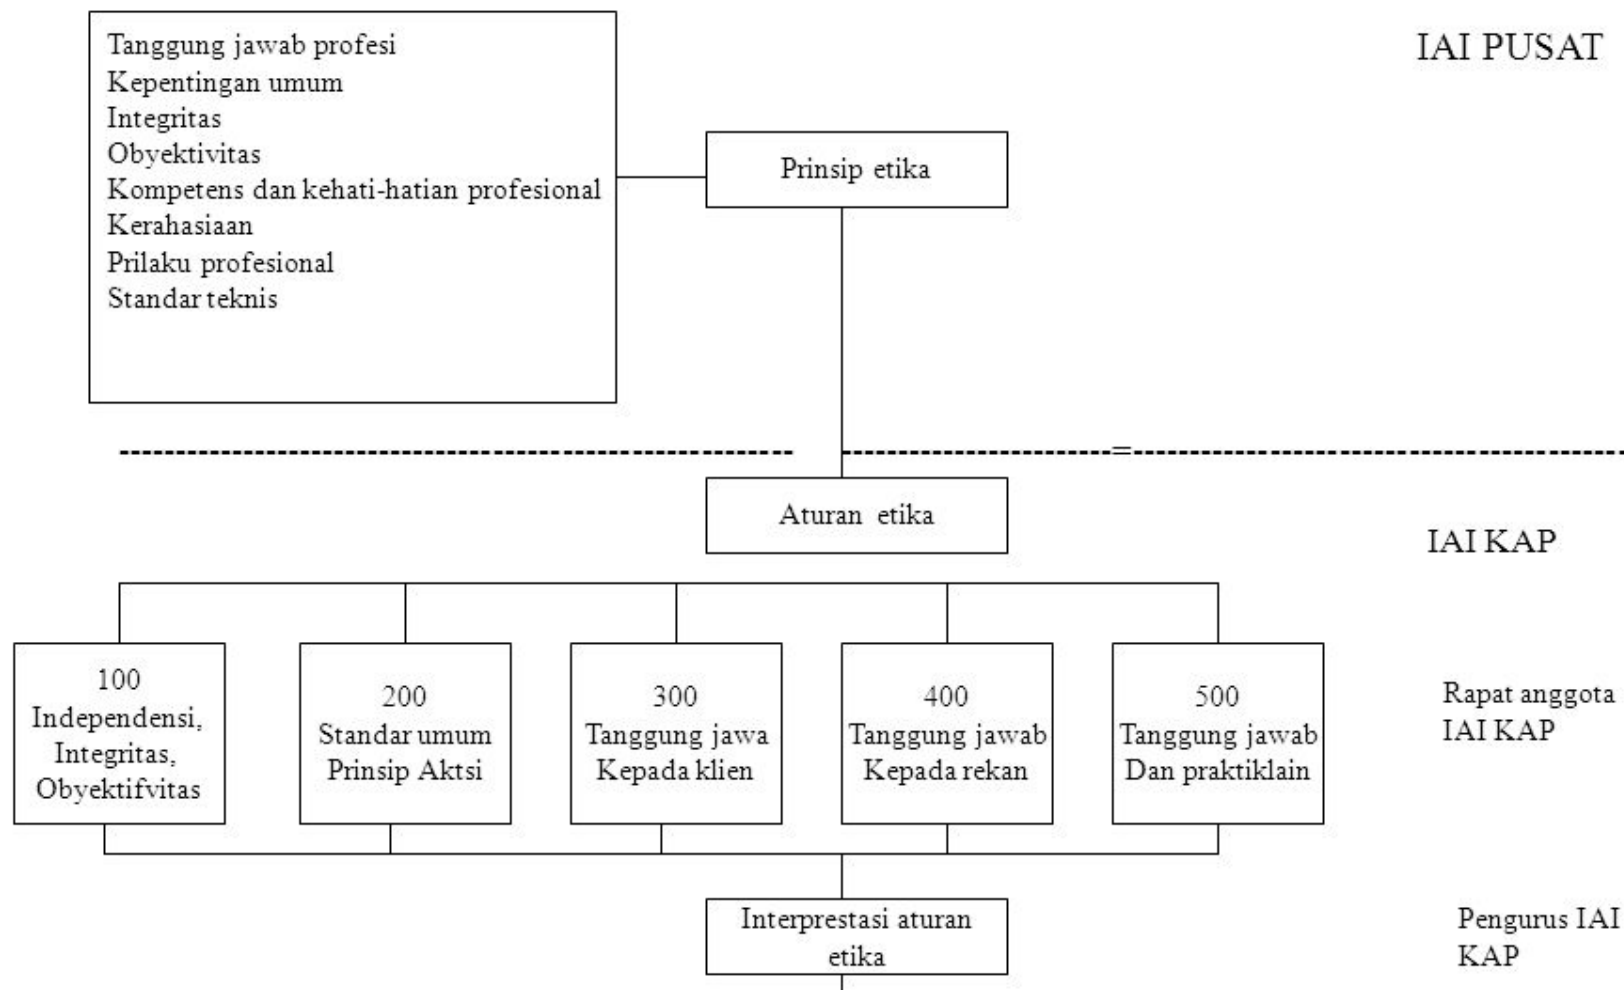 IAI PUSAT
Tanggung jawab profesi
Kepentingan umum
Integritas
Obyektivitas
Kompetens dan kehati-hatian profesional
Kerahasiaan
Prilaku profesional
Standar teknis
Prinsip etika
=
Aturan etika
IAI KAP
100
Independensi,
Integritas,
Obyektifvitas
200
Standar umum
Prinsip Aktsi
300
Tanggung jawa
Kepada klien
400
Tanggung jawab
Kepada rekan
500
Tanggung jawab
Dan praktiklain
Rapat anggota
IAI KAP
Interprestasi aturan
etika
Pengurus IAI
KAP